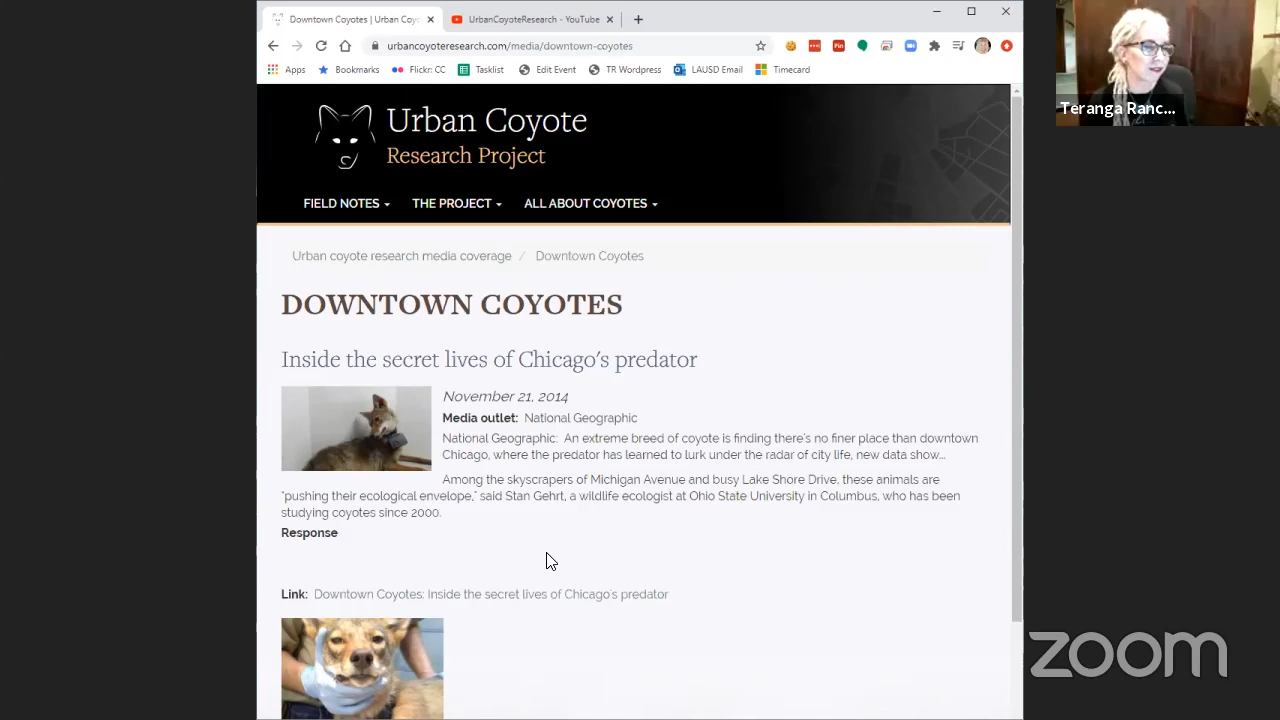 Downtown Coyotes | Urban Coy
UrbanCoyoteResearch - YouTube
urbancoyoteresearch.com/media/downtown-coyotes
Apps
Bookmarks
Flickr: CC
Tasklist
Edit Event
TR Wordpress
LAUSD Email
Timecard
Teranga Ranc...
Urban Coyote
Research Project
FIELD NOTES
THE PROJECT
ALL ABOUT COYOTES
Urban coyote research media coverage / Downtown Coyotes
DOWNTOWN COYOTES
Inside the secret lives of Chicago's predator
November 21, 2014
Media outlet: National Geographic
National Geographic: An extreme breed of coyote is finding there's no finer place than downtown
Chicago, where the predator has learned to lurk under the radar of city life, new data show...
Among the skyscrapers of Michigan Avenue and busy Lake Shore Drive, these animals are
"pushing their ecological envelope," said Stan Gehrt, a wildlife ecologist at Ohio State University in Columbus, who has been
studying coyotes since 2000.
Response
Link: Downtown Coyotes: Inside the secret lives of Chicago's predator
zoom